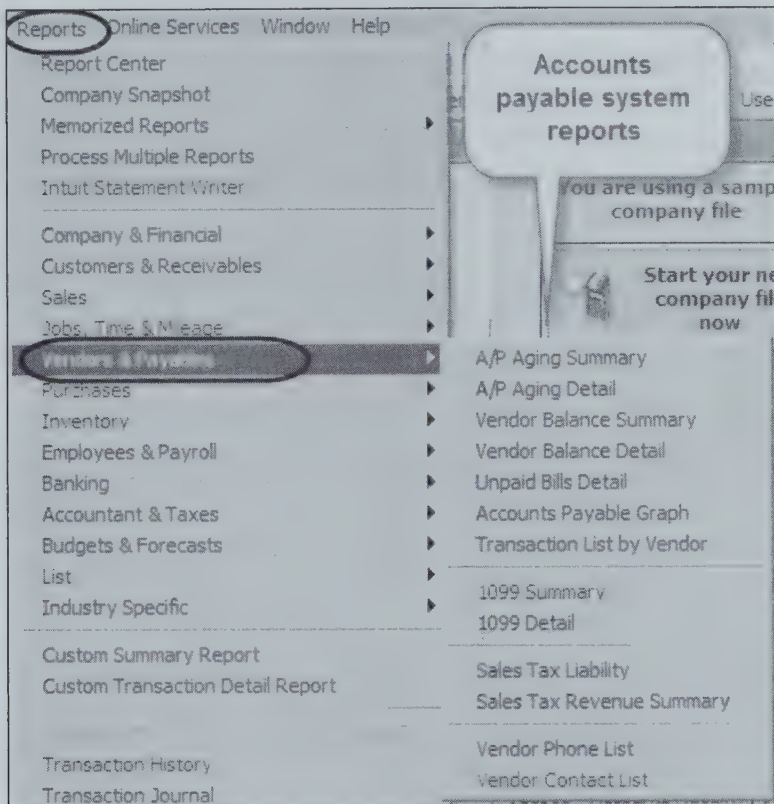 Reports Online Services Window Help
Report Center
Company Snapshot
Memorized Reports
Process Multiple Reports
Intuit Statement Writer
Company & Financial
Customers & Receivables
Sales
Jobs, Time & Mileage
Vendors & Payables
Purchases
Inventory
Employees & Payroll
Banking
Accountant & Taxes
Budgets & Forecasts
List
Industry Specific
Custom Summary Report
Custom Transaction Detail Report
Transaction History
Transaction Journal
Accounts
payable system
reports
Use
You are using a samp
company file
Start your ne
company fil
now
A/P Aging Summary
A/P Aging Detail
Vendor Balance Summary
Vendor Balance Detail
Unpaid Bills Detail
Accounts Payable Graph
Transaction List by Vendor
1099 Summary
1099 Detail
Sales Tax Liability
Sales Tax Revenue Summary
Vendor Phone List
Vendor Contact List